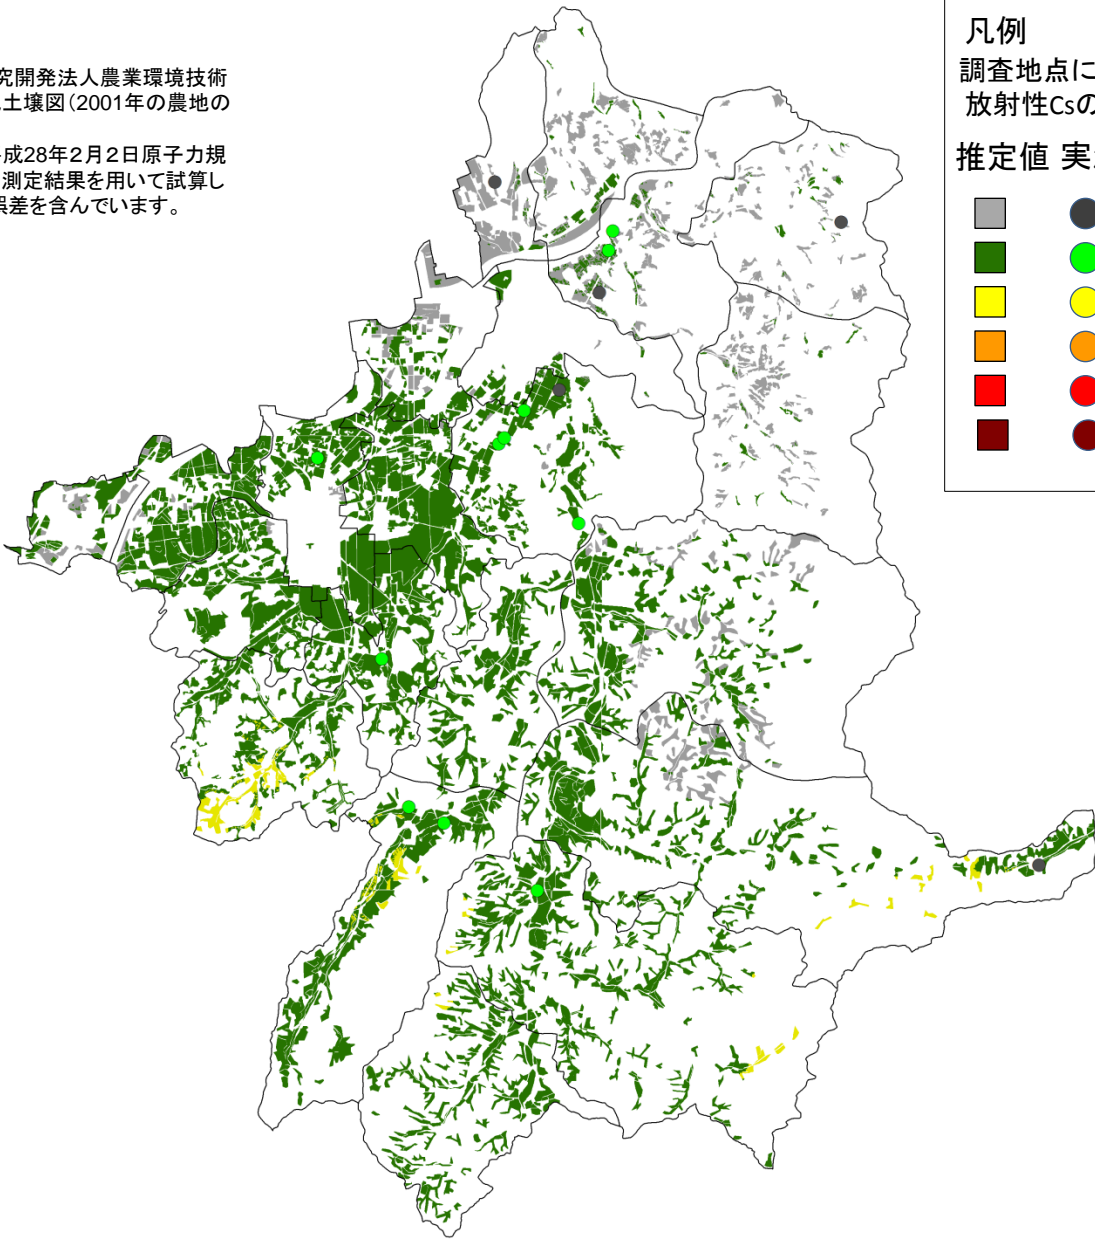 究開発法人農業環境技術
土壌図（2001年の農地の
成28年2月2日原子力規
測定結果を用いて試算し
誤差を含んでいます。
凡例
調査地点に
放射性Csの
推定値 実